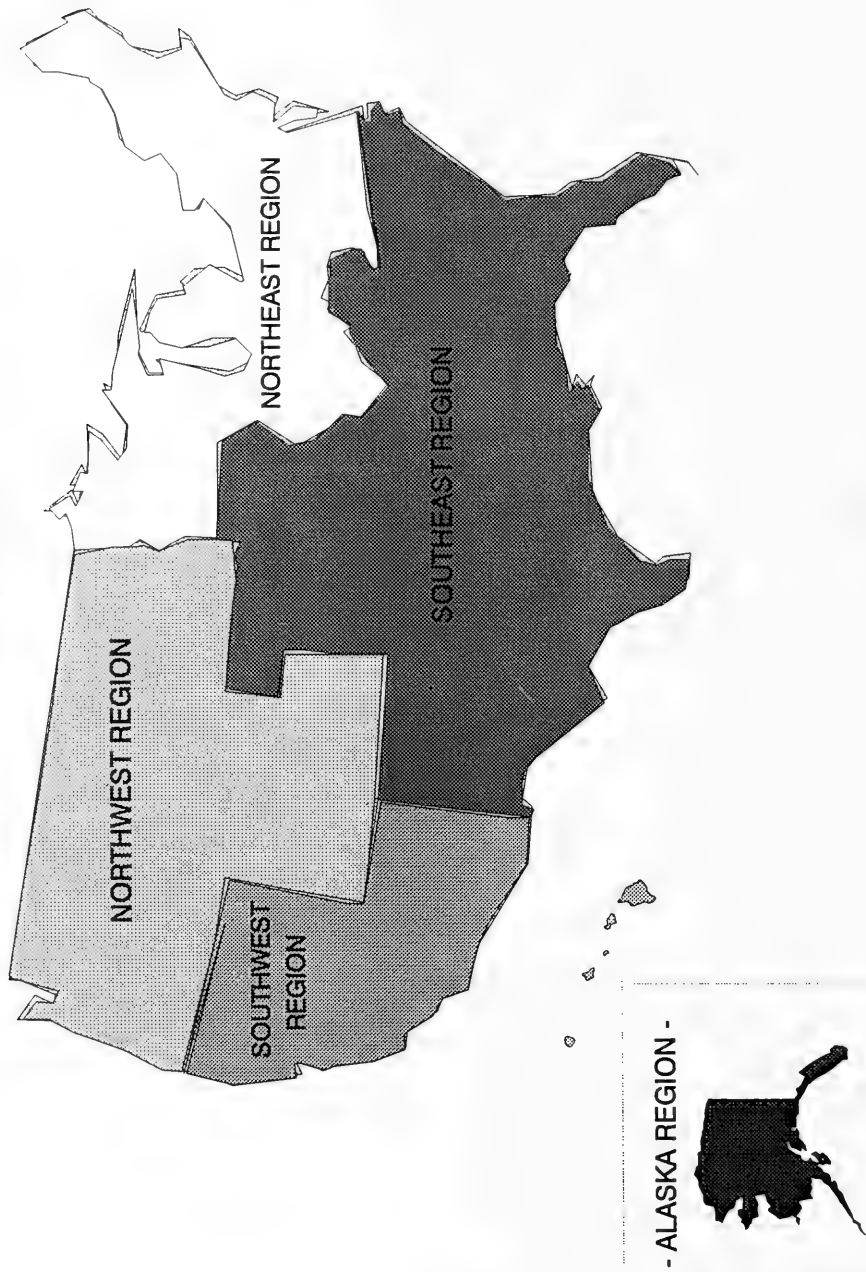 NORTHWEST REGION
NORTHEAST REGION
SOUTHWEST
REGION
SOUTHEAST REGION
- ALASKA REGION -